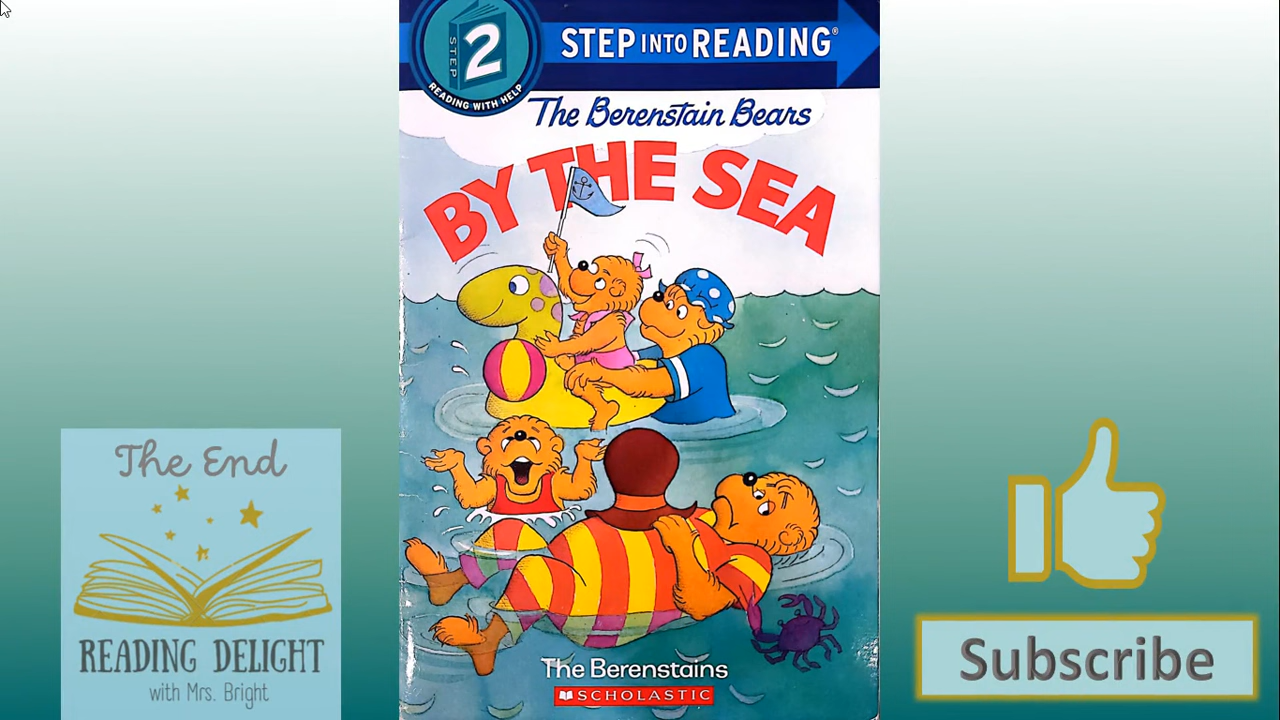 STEP 2
READING WITH HELP
STEP INTO READING®
The Berenstain Bears
BY THE SEA
The Berenstains
SCHOLASTIC
The End
READING DELIGHT
with Mrs. Bright
Subscribe